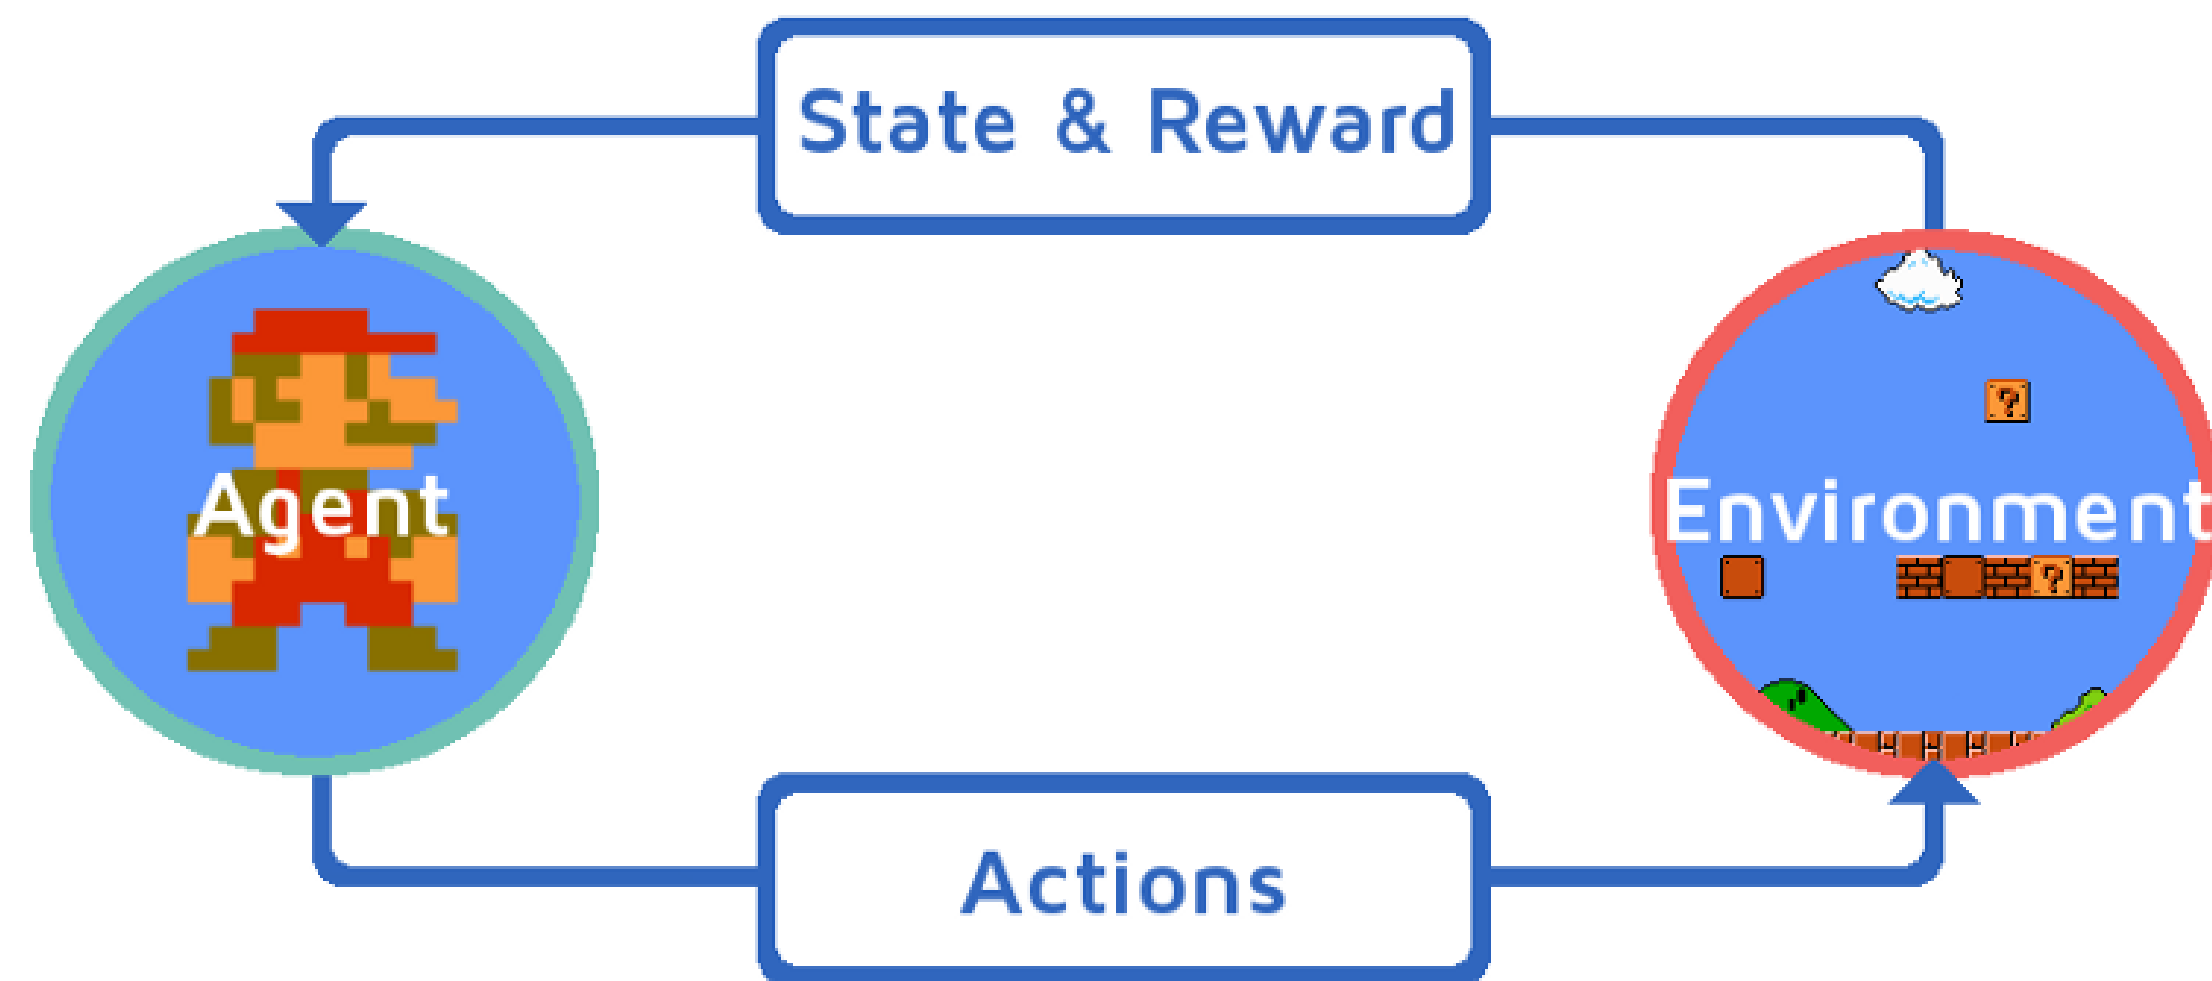 State & Reward
Agent
Environment
?
?
Actions